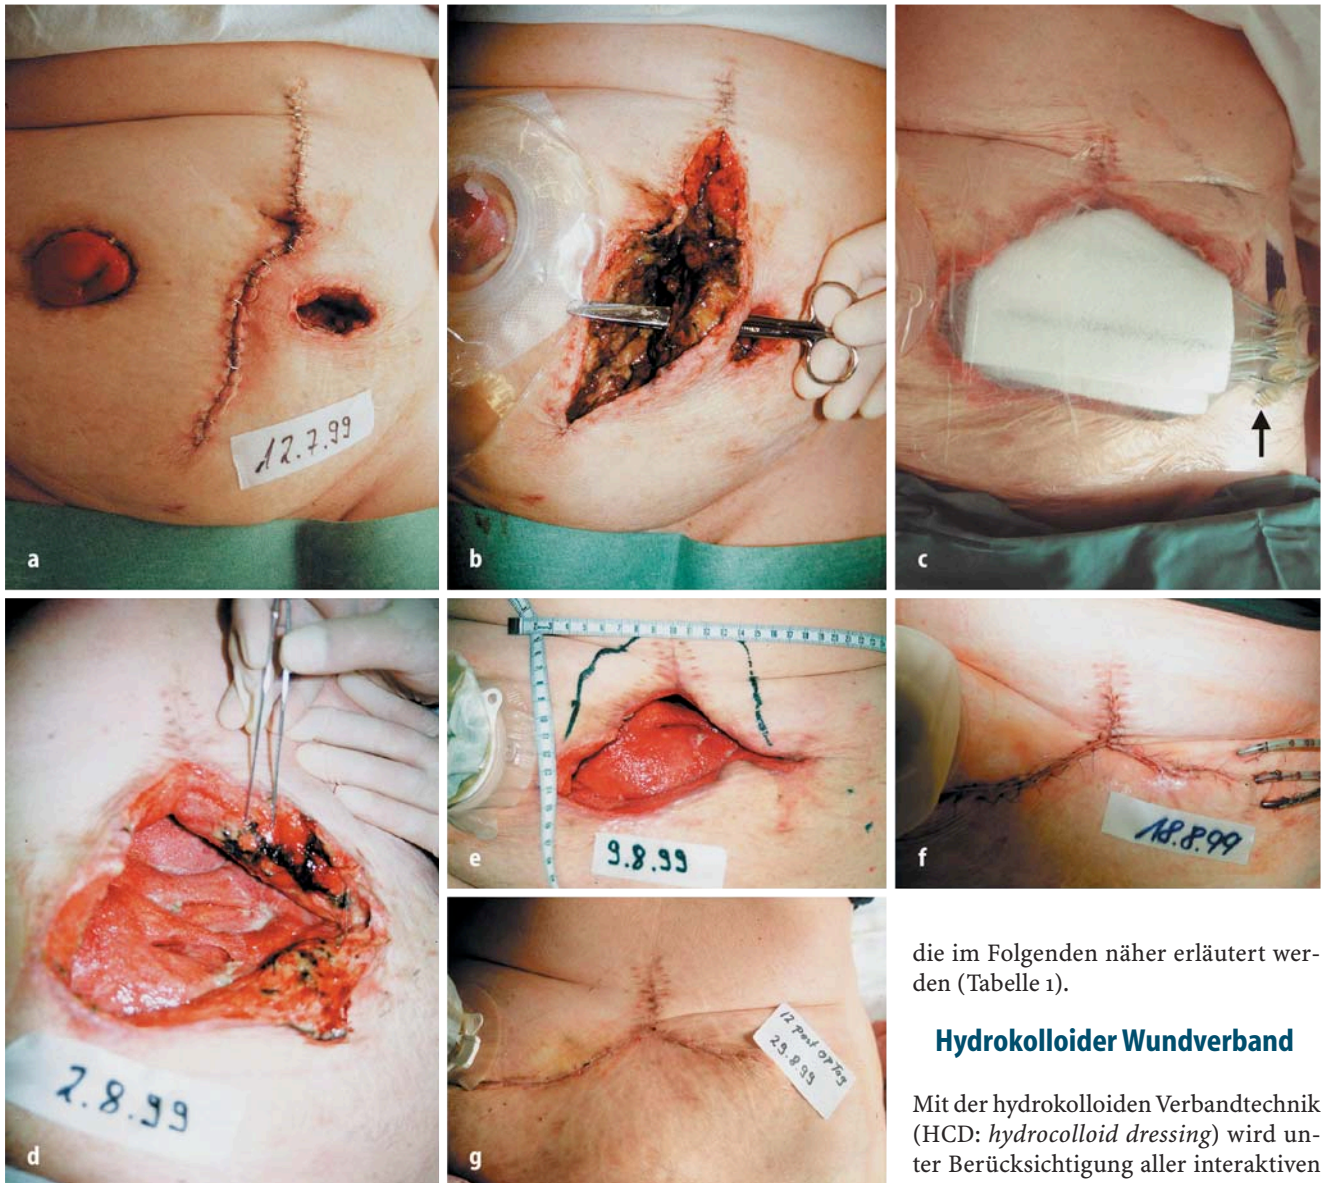 a
12.7.99
b
c
d
2.8.99
e
9.8.99
f
18.8.99
g
12 post OP Tag
29.8.99
die im Folgenden näher erläutert wer-
den (Tabelle 1).
Hydrokolloider Wundverband
Mit der hydrokolloiden Verbandtechnik
(HCD: hydrocolloid dressing) wird un-
ter Berücksichtigung aller interaktiven